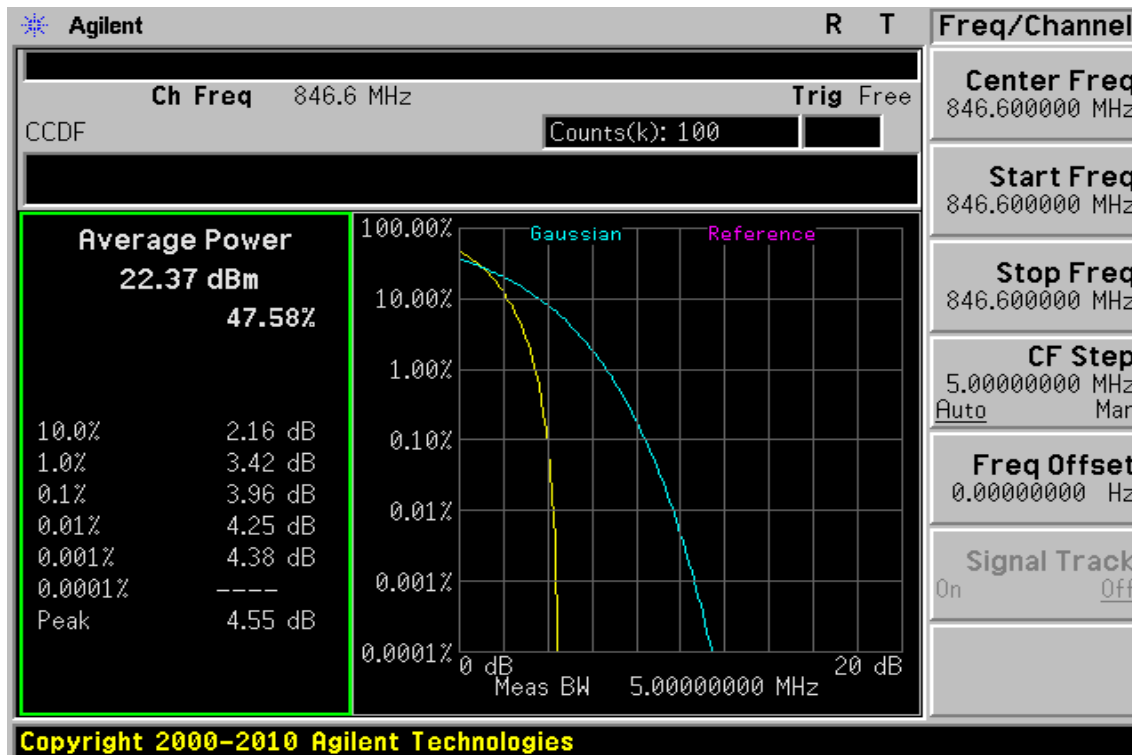 Agilent R T
Ch Freq 846.6 MHz Trig Free
CCDF Counts(k): 100
Average Power
22.37 dBm
47.58%
10.0% 2.16 dB
1.0% 3.42 dB
0.1% 3.96 dB
0.01% 4.25 dB
0.001% 4.38 dB
0.0001% ----
Peak 4.55 dB
Gaussian Reference
100.00%
10.00%
1.00%
0.10%
0.01%
0.001%
0.0001%
0 dB 20 dB
Meas BW 5.00000000 MHz
Freq/Channel
Center Freq
846.600000 MHz
Start Freq
846.600000 MHz
Stop Freq
846.600000 MHz
CF Step
5.00000000 MHz
Auto Man
Freq Offset
0.00000000 Hz
Signal Track
On Off
Copyright 2000-2010 Agilent Technologies